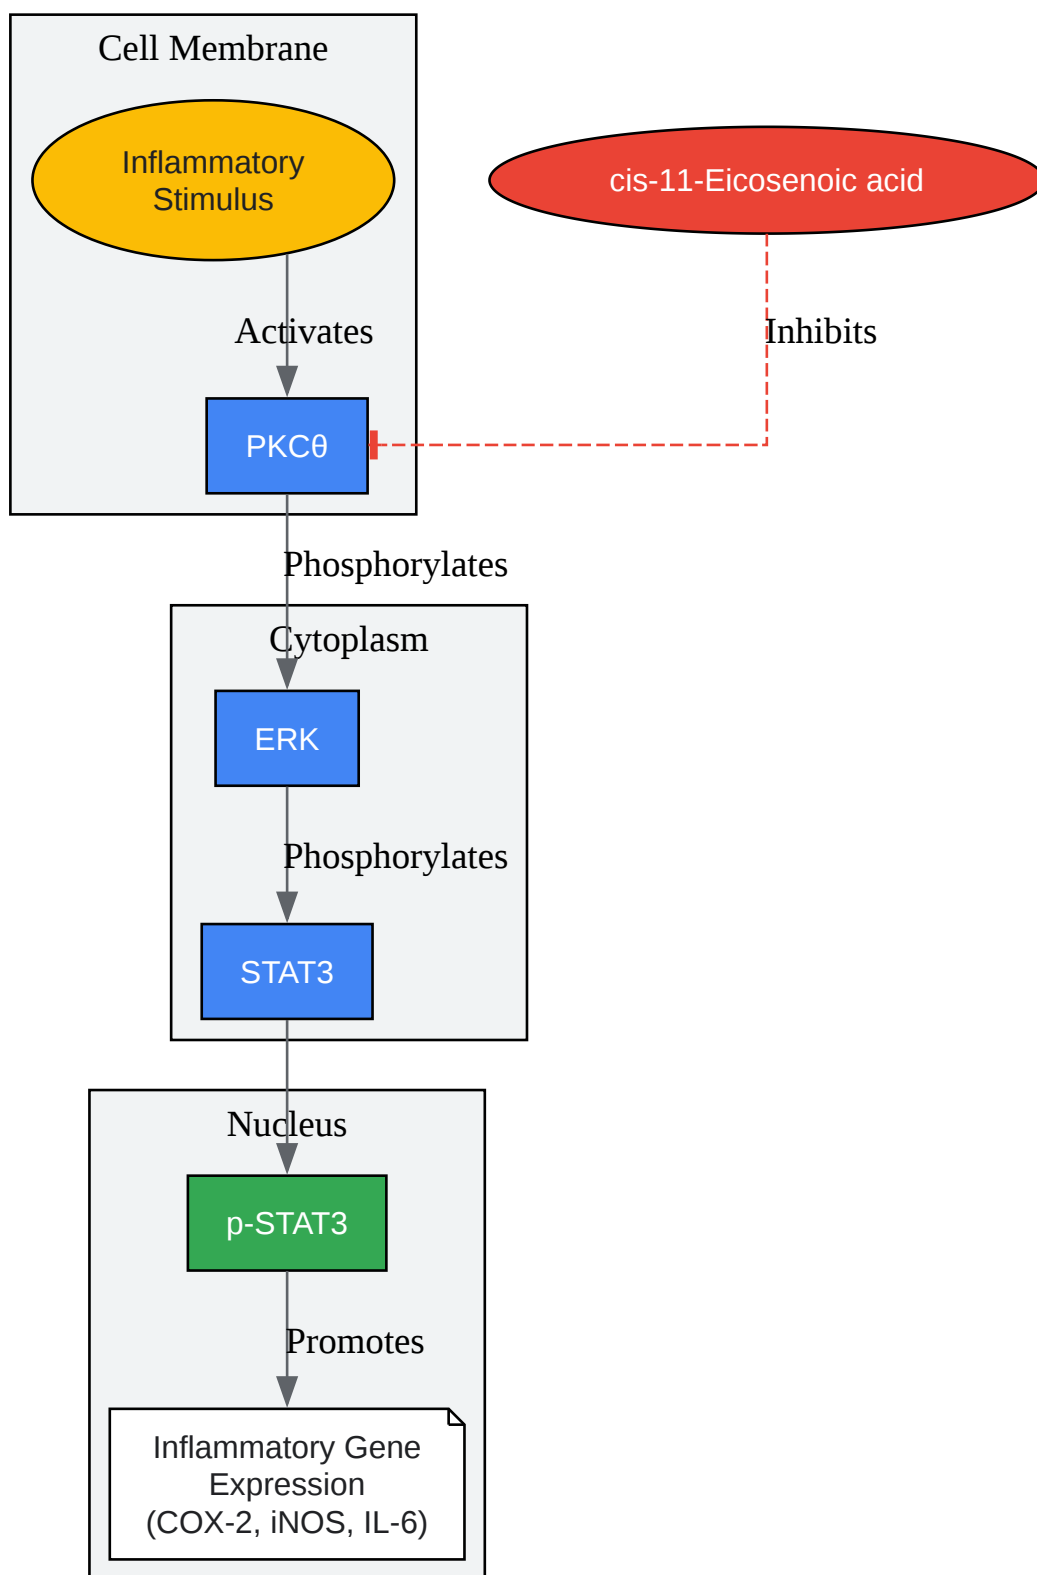 Cell Membrane
Inflammatory
Stimulus
cis-11-Eicosenoic acid
Activates
Inhibits
PKCθ
Phosphorylates
Cytoplasm
ERK
Phosphorylates
STAT3
Nucleus
p-STAT3
Promotes
Inflammatory Gene
Expression
(COX-2, iNOS, IL-6)